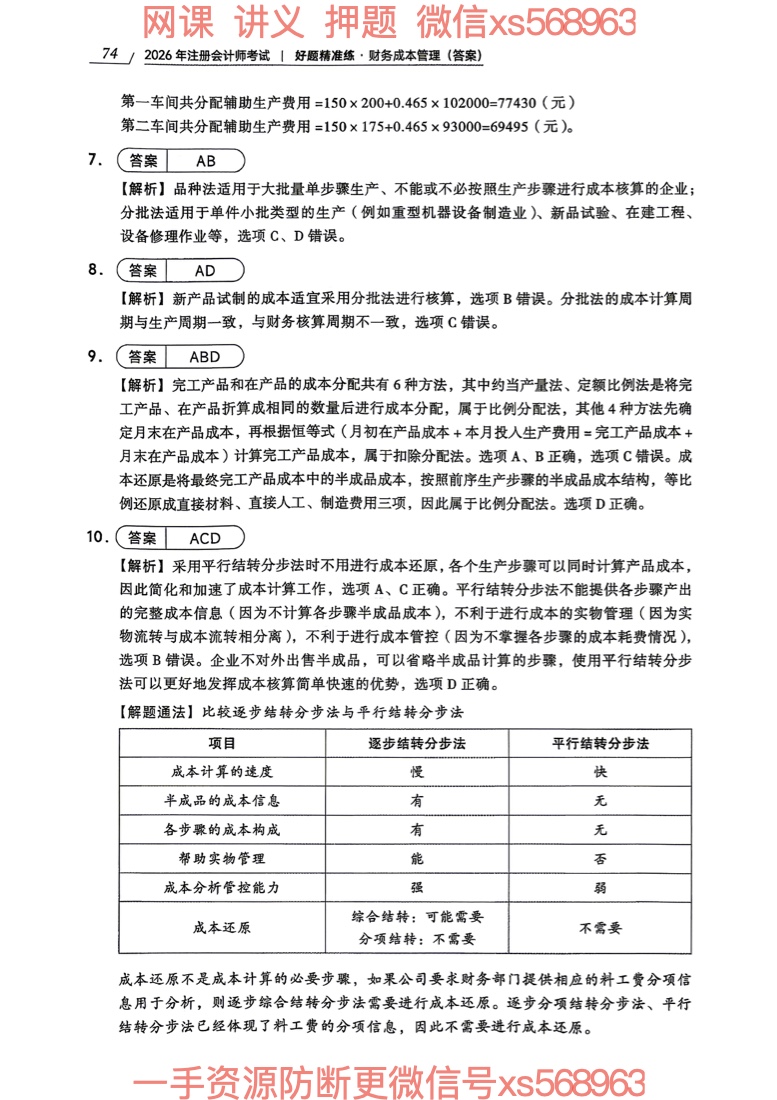 网课 讲义 押题 微信xs568963
74 / 2026 年注册会计师考试 | 好题精准练 · 财务成本管理（答案）
第一车间共分配辅助生产费用 =150 × 200+0.465 × 102000=77430（元）
第二车间共分配辅助生产费用 =150 × 175+0.465 × 93000=69495（元）。
7. 答案 AB
【解析】品种法适用于大批量单步骤生产、不能或不必按照生产步骤进行成本核算的企业；
分批法适用于单件小批类型的生产（例如重型机器设备制造业）、新品试验、在建工程、
设备修理作业等，选项 C、D 错误。
8. 答案 AD
【解析】新产品试制的成本适宜采用分批法进行核算，选项 B 错误。分批法的成本计算周
期与生产周期一致，与财务核算周期不一致，选项 C 错误。
9. 答案 ABD
【解析】完工产品和在产品的成本分配共有 6 种方法，其中约当产量法、定额比例法是将完
工产品、在产品折算成相同的数量后进行成本分配，属于比例分配法，其他 4 种方法先确
定月末在产品成本，再根据恒等式（月初在产品成本 + 本月投入生产费用 = 完工产品成本 +
月末在产品成本）计算完工产品成本，属于扣除分配法。选项 A、B 正确，选项 C 错误。成
本还原是将最终完工产品成本中的半成品成本，按照前序生产步骤的半成品成本结构，等比
例还原成直接材料、直接人工、制造费用三项，因此属于比例分配法。选项 D 正确。
10. 答案 ACD
【解析】采用平行结转分步法时不用进行成本还原，各个生产步骤可以同时计算产品成本，
因此简化和加速了成本计算工作，选项 A、C 正确。平行结转分步法不能提供各步骤产出
的完整成本信息（因为不计算各步骤半成品成本），不利于进行成本的实物管理（因为实
物流转与成本流转相分离），不利于进行成本管控（因为不掌握各步骤的成本耗费情况），
选项 B 错误。企业不对外出售半成品，可以省略半成品计算的步骤，使用平行结转分步
法可以更好地发挥成本核算简单快速的优势，选项 D 正确。
【解题通法】比较逐步结转分步法与平行结转分步法
项目 逐步结转分步法 平行结转分步法
成本计算的速度 慢 快
半成品的成本信息 有 无
各步骤的成本构成 有 无
帮助实物管理 能 否
成本分析管控能力 强 弱
成本还原 综合结转：可能需要 不需要
分项结转：不需要
成本还原不是成本计算的必要步骤，如果公司要求财务部门提供相应的料工费分项信
息用于分析，则逐步综合结转分步法需要进行成本还原。逐步分项结转分步法、平行
结转分步法已经体现了料工费的分项信息，因此不需要进行成本还原。
一手资源防断更微信号xs568963